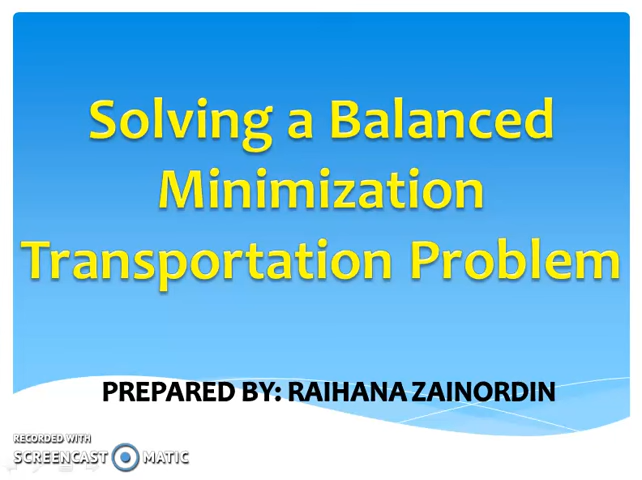 Solving a Balanced
Minimization
Transportation Problem
PREPARED BY: RAIHANA ZAINORDIN
RECORDED WITH
SCREENCAST MATIC